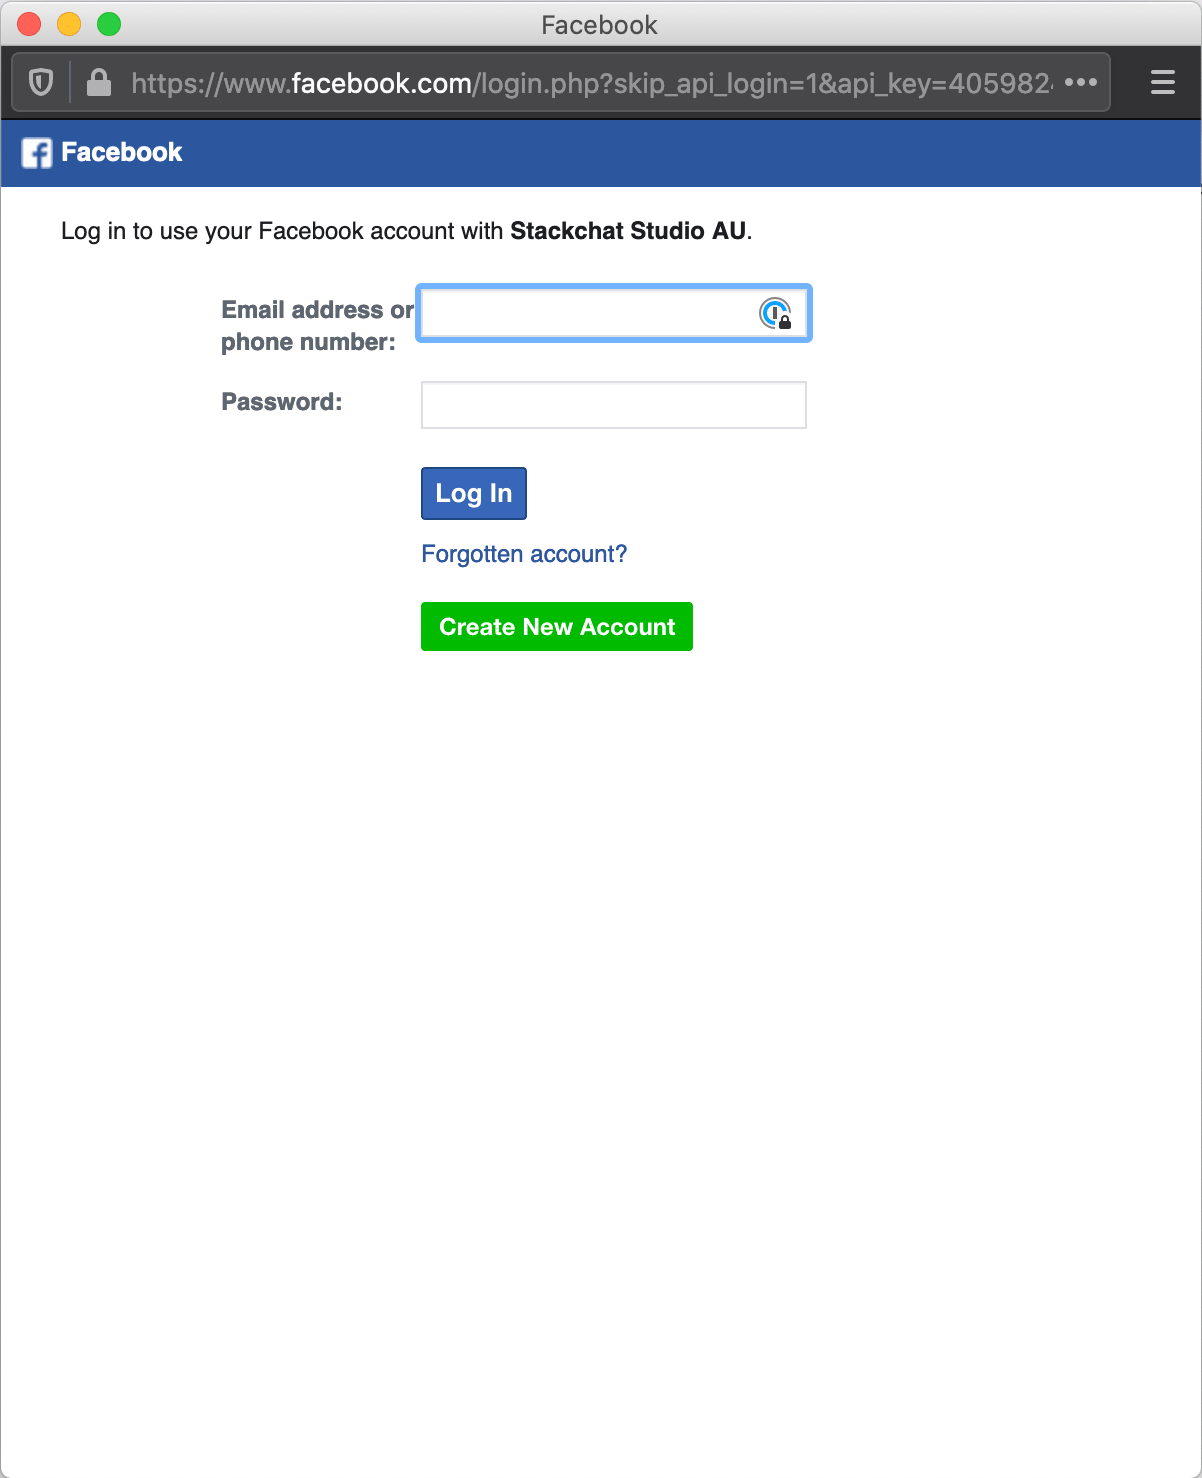 Facebook
https://www.facebook.com/login.php?skip_api_login=1&api_key=405982
Facebook
Log in to use your Facebook account with Stackchat Studio AU.
Email address or
phone number:
Password:
Log In
Forgotten account?
Create New Account